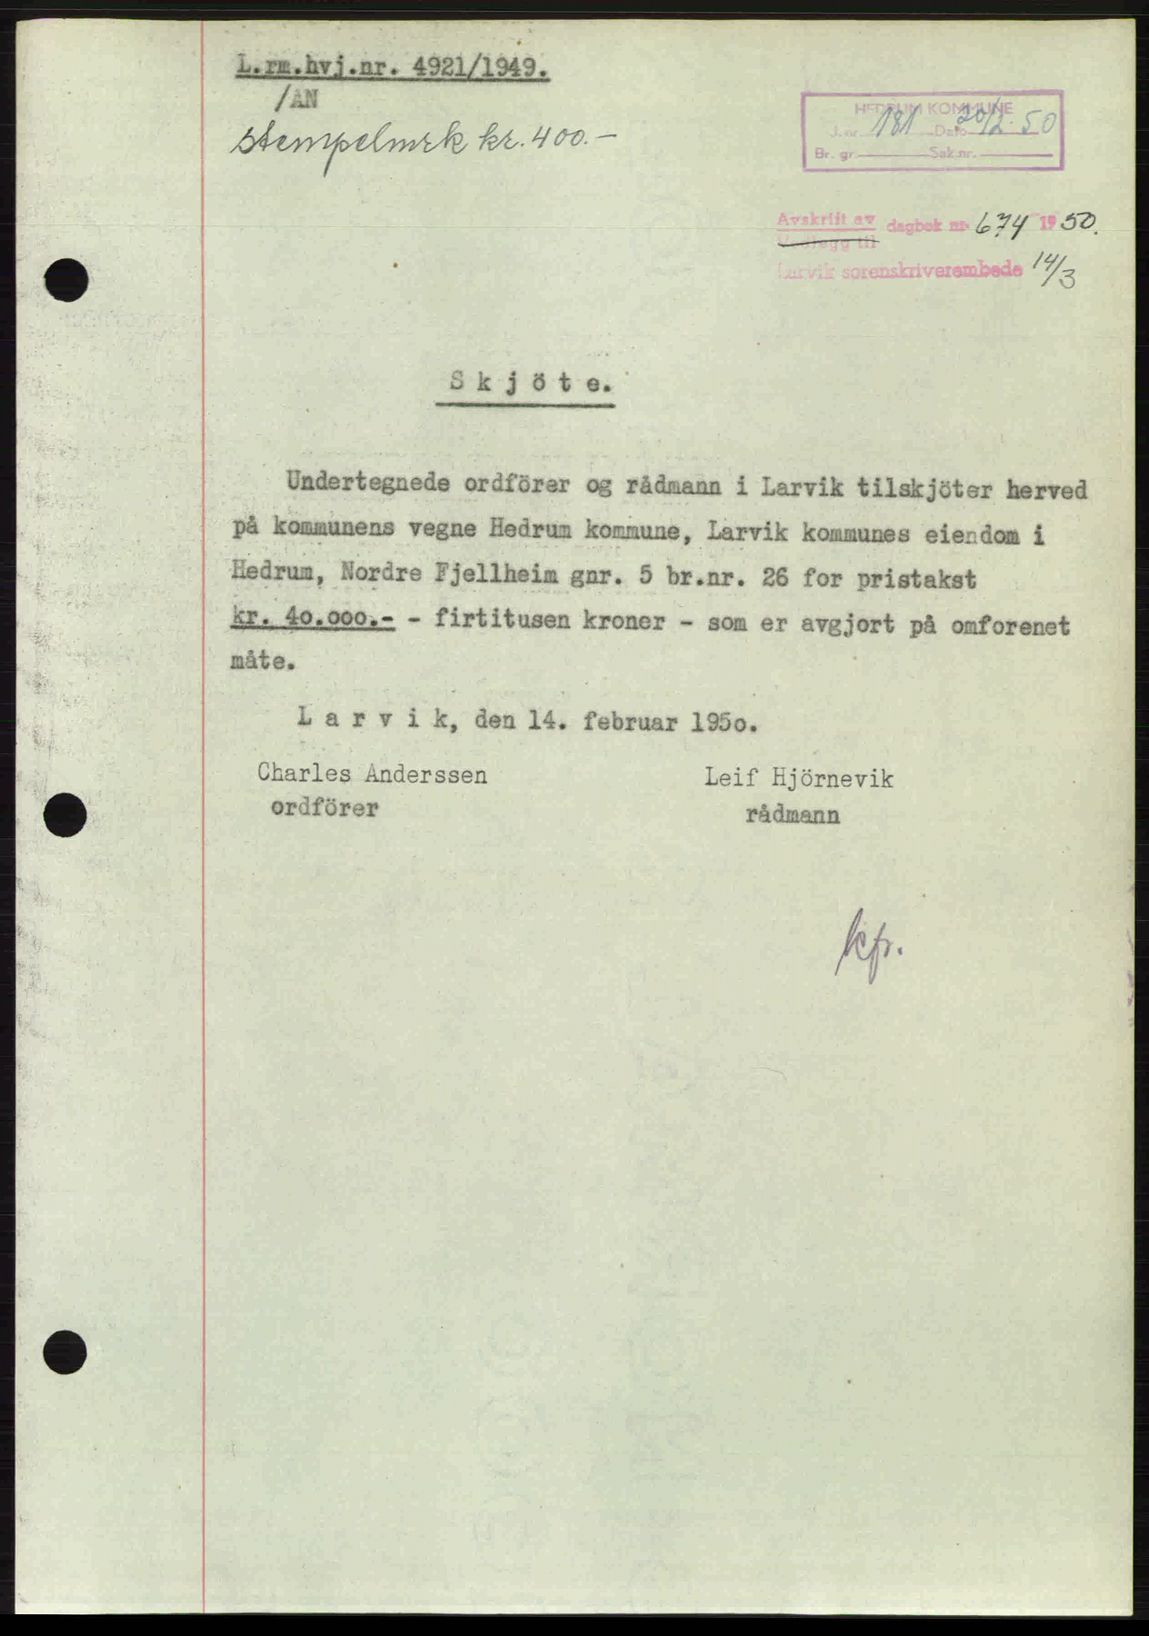 L.rm.hvj.nr. 4921/1949.
/AN
Stempelmrk kr. 400.-
HEDRUM KOMMUNE
J.nr. 181 Dato 20/2.50
Br. gr. Sak nr.
Avskrift av dagbok nr 674 1950.
Vedlegg til
Larvik sorenskriverembede 14/3
Skjöte.
Undertegnede ordförer og rådmann i Larvik tilskjöter herved
på kommunens vegne Hedrum kommune, Larvik kommunes eiendom i
Hedrum, Nordre Fjellheim gnr. 5 br.nr. 26 for pristakst
kr. 40.000.- - firtitusen kroner - som er avgjort på omforenet
måte.
Larvik, den 14. februar 1950.
Charles Anderssen Leif Hjörnevik
ordförer rådmann
kfr.